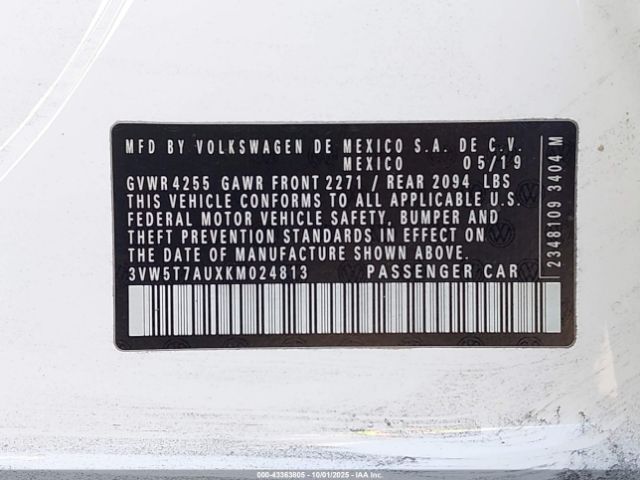 MFD BY VOLKSWAGEN DE MEXICO S.A. DE C.V.
MEXICO 05/19
GVWR 4255 GAWR FRONT 2271 / REAR 2094 LBS
THIS VEHICLE CONFORMS TO ALL APPLICABLE U.S.
FEDERAL MOTOR VEHICLE SAFETY, BUMPER AND
THEFT PREVENTION STANDARDS IN EFFECT ON
THE DATE OF MANUFACTURE SHOWN ABOVE.
3VW5T7AUXKM024813 PASSENGER CAR
2348109 3404 M
000-43363805 - 10/01/2025 - IAAI.COM